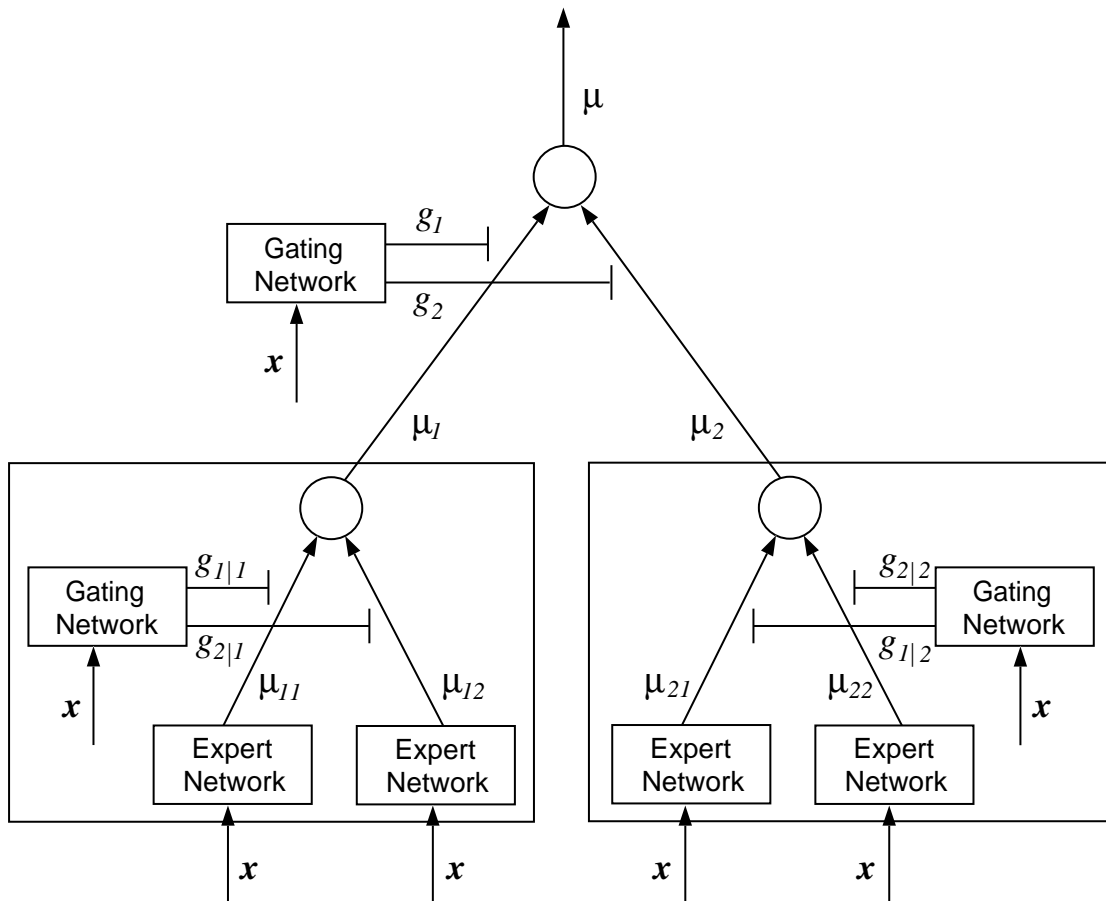 μ
g1
Gating
Network
g2
x
μ1
μ2
g1|1
Gating
Network
g2|1
x
μ11
μ12
Expert
Network
Expert
Network
x
x
g2|2
Gating
Network
g1|2
x
μ21
μ22
Expert
Network
Expert
Network
x
x